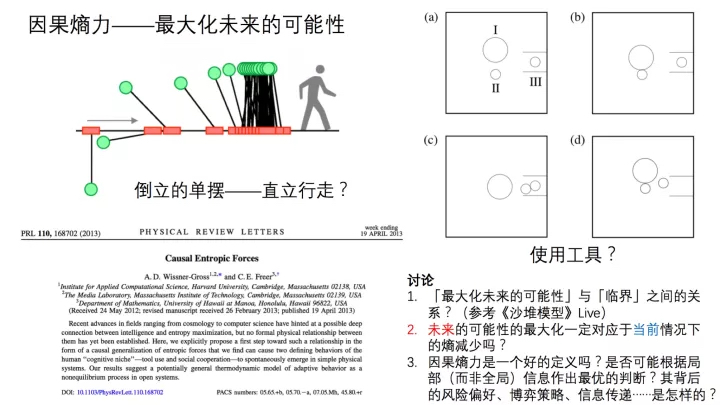 因果熵力——最大化未来的可能性
倒立的单摆——直立行走？
PRL 110, 168702 (2013)
PHYSICAL REVIEW LETTERS
week ending
19 APRIL 2013
Causal Entropic Forces
A. D. Wissner-Gross1,2,* and C. E. Freer3,†
1Institute for Applied Computational Science, Harvard University, Cambridge, Massachusetts 02138, USA
2The Media Laboratory, Massachusetts Institute of Technology, Cambridge, Massachusetts 02139, USA
3Department of Mathematics, University of Hawaii at Manoa, Honolulu, Hawaii 96822, USA
(Received 24 May 2012; revised manuscript received 26 February 2013; published 19 April 2013)
Recent advances in fields ranging from cosmology to computer science have hinted at a possible deep
connection between intelligence and entropy maximization, but no formal physical relationship between
them has yet been established. Here, we explicitly propose a first step toward such a relationship in the
form of a causal generalization of entropic forces that we find can cause two defining behaviors of the
human “cognitive niche”—tool use and social cooperation—to spontaneously emerge in simple physical
systems. Our results suggest a potentially general thermodynamic model of adaptive behavior as a
nonequilibrium process in open systems.
DOI: 10.1103/PhysRevLett.110.168702
PACS numbers: 05.65.+b, 05.70.−a, 07.05.Mh, 45.80.+r
(a)
I
II
III
(b)
(c)
(d)
使用工具？
讨论
1. 「最大化未来的可能性」与「临界」之间的关
系？（参考《沙堆模型》Live）
2. 未来的可能性的最大化一定对应于当前情况下
的熵减少吗？
3. 因果熵力是一个好的定义吗？是否可能根据局
部（而非全局）信息作出最优的判断？其背后
的风险偏好、博弈策略、信息传递……是怎样的？